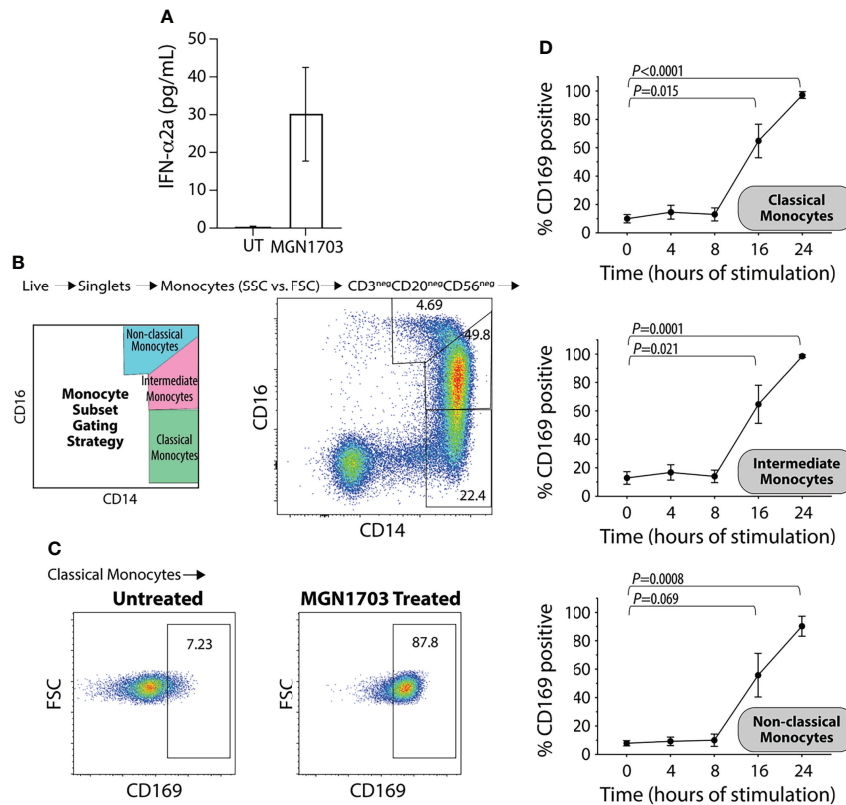 A
IFN-α2a (pg/mL)
50
40
30
20
10
0
UT MGN1703
B
Live → Singlets → Monocytes (SSC vs. FSC) → CD3negCD20negCD56neg →
CD16
Non-classical
Monocytes
Intermediate
Monocytes
Classical
Monocytes
Monocyte
Subset
Gating
Strategy
CD14
CD16
4.69
49.8
22.4
CD14
C
Classical Monocytes →
Untreated
FSC
7.23
CD169
MGN1703 Treated
FSC
87.8
CD169
D
P<0.0001
P=0.015
% CD169 positive
100
80
60
40
20
0
Classical
Monocytes
0 4 8 16 24
Time (hours of stimulation)
P=0.0001
P=0.021
% CD169 positive
100
80
60
40
20
0
Intermediate
Monocytes
0 4 8 16 24
Time (hours of stimulation)
P=0.0008
P=0.069
% CD169 positive
100
80
60
40
20
0
Non-classical
Monocytes
0 4 8 16 24
Time (hours of stimulation)